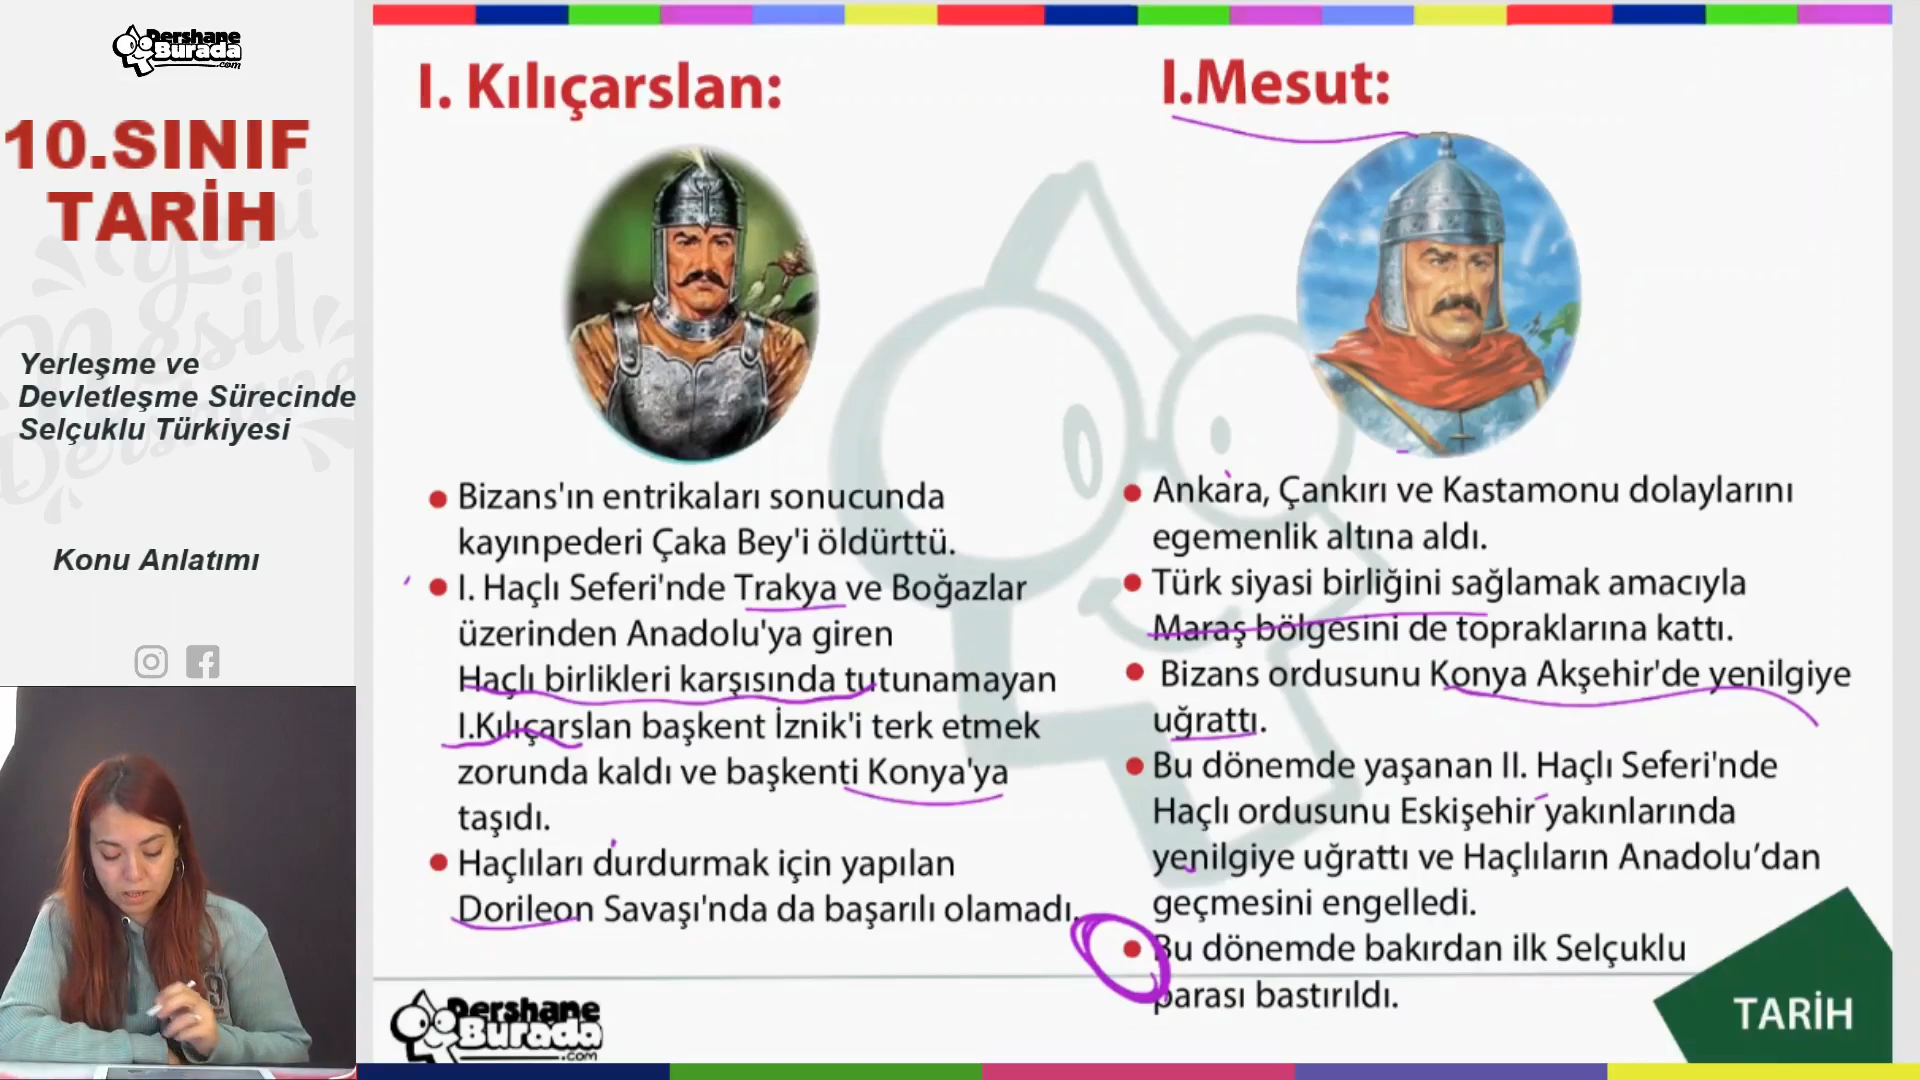 Dershane
Burada
.com
10.SINIF
TARİH
Yerleşme ve
Devletleşme Sürecinde
Selçuklu Türkiyesi
Konu Anlatımı
I. Kılıçarslan:
Bizans'ın entrikaları sonucunda
kayınpederi Çaka Bey'i öldürttü.
I. Haçlı Seferi'nde Trakya ve Boğazlar
üzerinden Anadolu'ya giren
Haçlı birlikleri karşısında tutunamayan
I.Kılıçarslan başkent İznik'i terk etmek
zorunda kaldı ve başkenti Konya'ya
taşıdı.
Haçlıları durdurmak için yapılan
Dorileon Savaşı'nda da başarılı olamadı.
I.Mesut:
Ankara, Çankırı ve Kastamonu dolaylarını
egemenlik altına aldı.
Türk siyasi birliğini sağlamak amacıyla
Maraş bölgesini de topraklarına kattı.
Bizans ordusunu Konya Akşehir'de yenilgiye
uğrattı.
Bu dönemde yaşanan II. Haçlı Seferi'nde
Haçlı ordusunu Eskişehir yakınlarında
yenilgiye uğrattı ve Haçlıların Anadolu’dan
geçmesini engelledi.
Bu dönemde bakırdan ilk Selçuklu
parası bastırıldı.
Dershane
Burada
.com
TARİH
Yeni
Nesil
Dershane